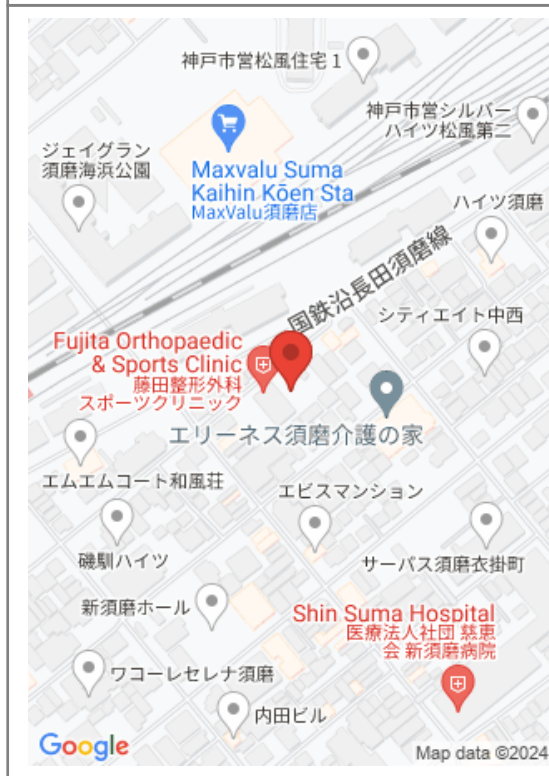 神戸市営松風住宅 1
神戸市営シルバー
ハイツ松風第二
ジェイグラン
須磨海浜公園
Maxvalu Suma
Kaihin Kōen Sta
MaxValu須磨店
ハイツ須磨
国鉄沿長田須磨線
シティエイト中西
Fujita Orthopaedic
& Sports Clinic
藤田整形外科
スポーツクリニック
エリーネス須磨介護の家
エムエムコート和風荘
エビスマンション
磯馴ハイツ
サーパス須磨衣掛町
新須磨ホール
Shin Suma Hospital
医療法人社団 慈恵
会 新須磨病院
ワコーレセレナ須磨
内田ビル
Google
Map data ©2024